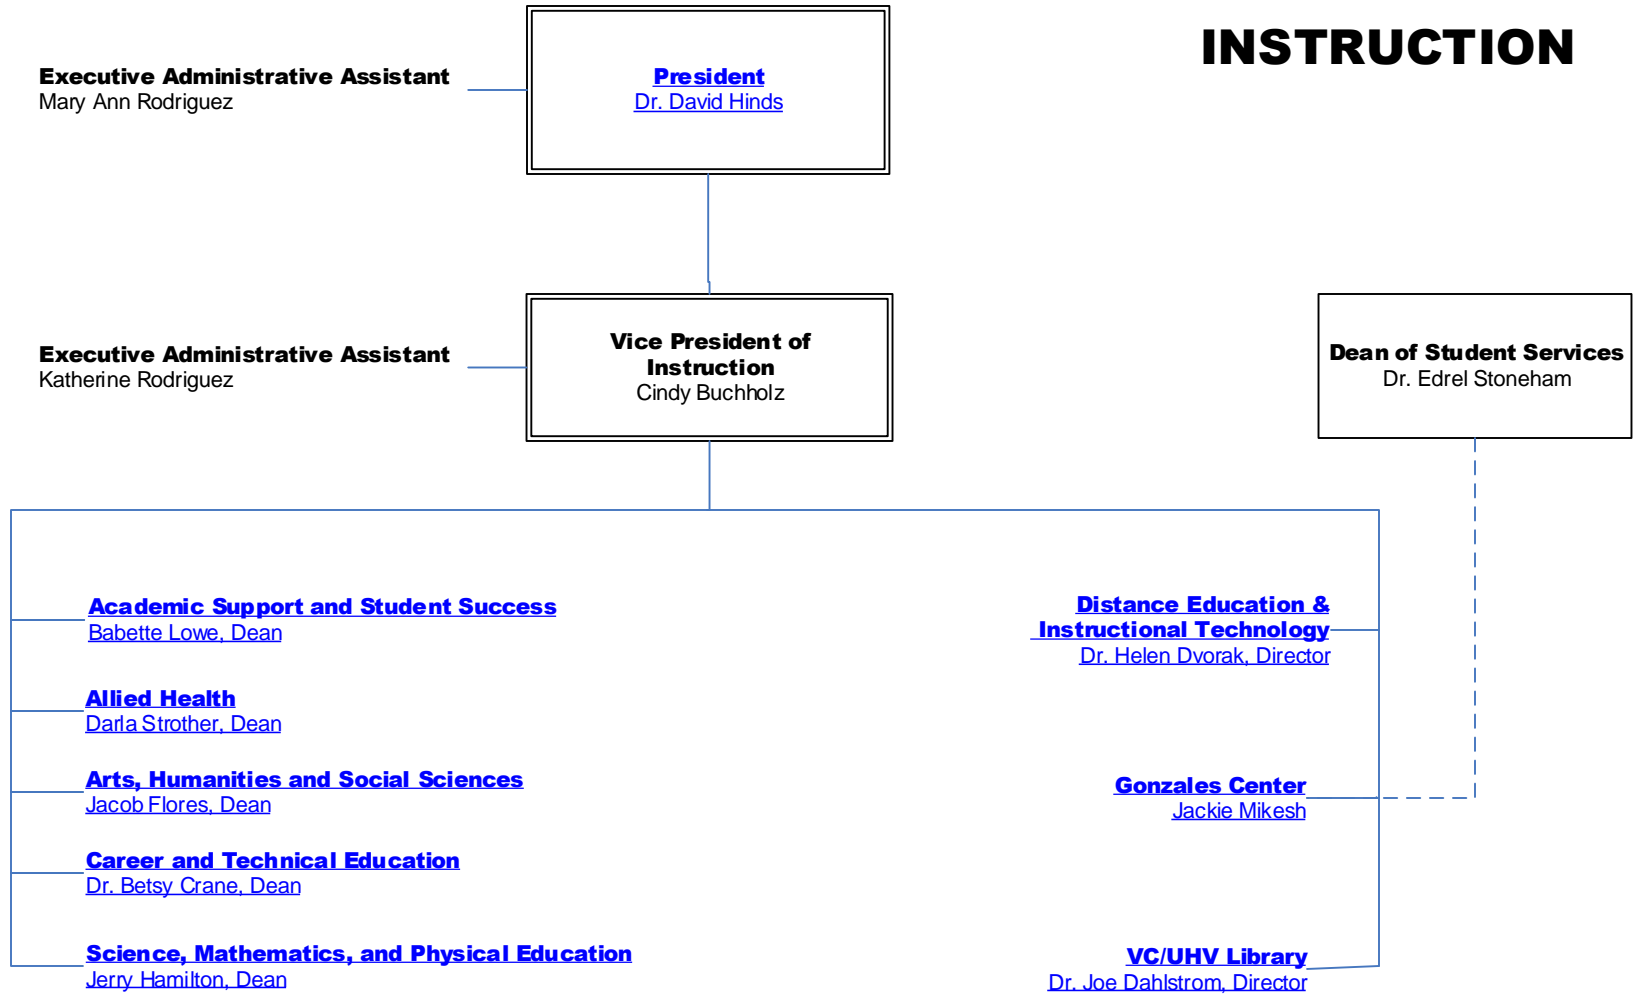 INSTRUCTION
Executive Administrative Assistant
Mary Ann Rodriguez
President
Dr. David Hinds
Executive Administrative Assistant
Katherine Rodriguez
Vice President of
Instruction
Cindy Buchholz
Dean of Student Services
Dr. Edrel Stoneham
Academic Support and Student Success
Babette Lowe, Dean
Allied Health
Darla Strother, Dean
Arts, Humanities and Social Sciences
Jacob Flores, Dean
Career and Technical Education
Dr. Betsy Crane, Dean
Science, Mathematics, and Physical Education
Jerry Hamilton, Dean
Distance Education &
Instructional Technology
Dr. Helen Dvorak, Director
Gonzales Center
Jackie Mikesh
VC/UHV Library
Dr. Joe Dahlstrom, Director